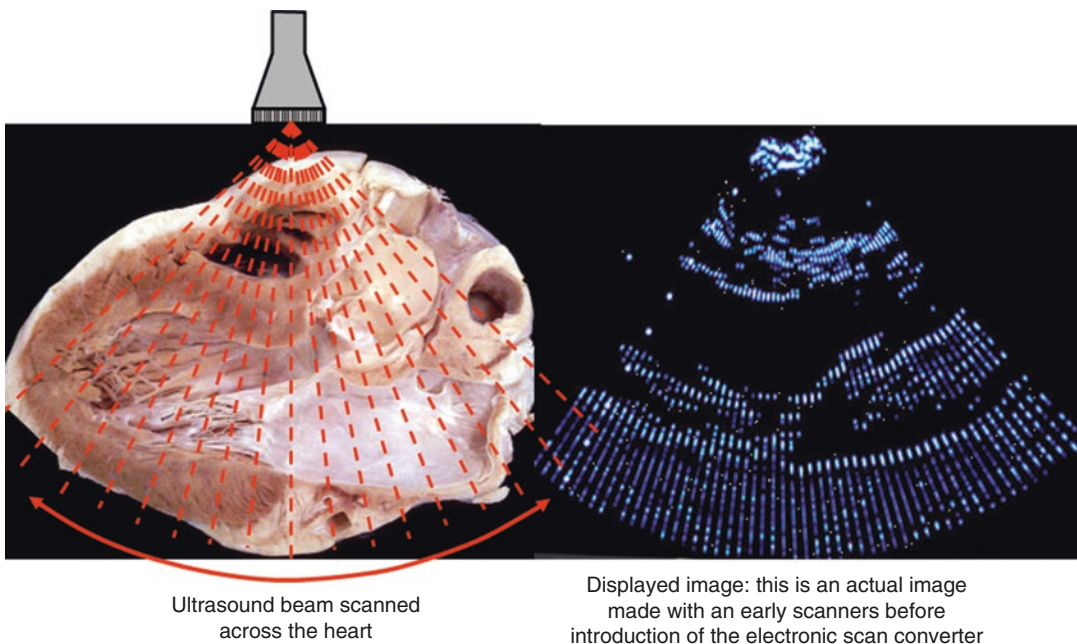 Ultrasound beam scanned
across the heart
Displayed image: this is an actual image
made with an early scanners before
introduction of the electronic scan converter